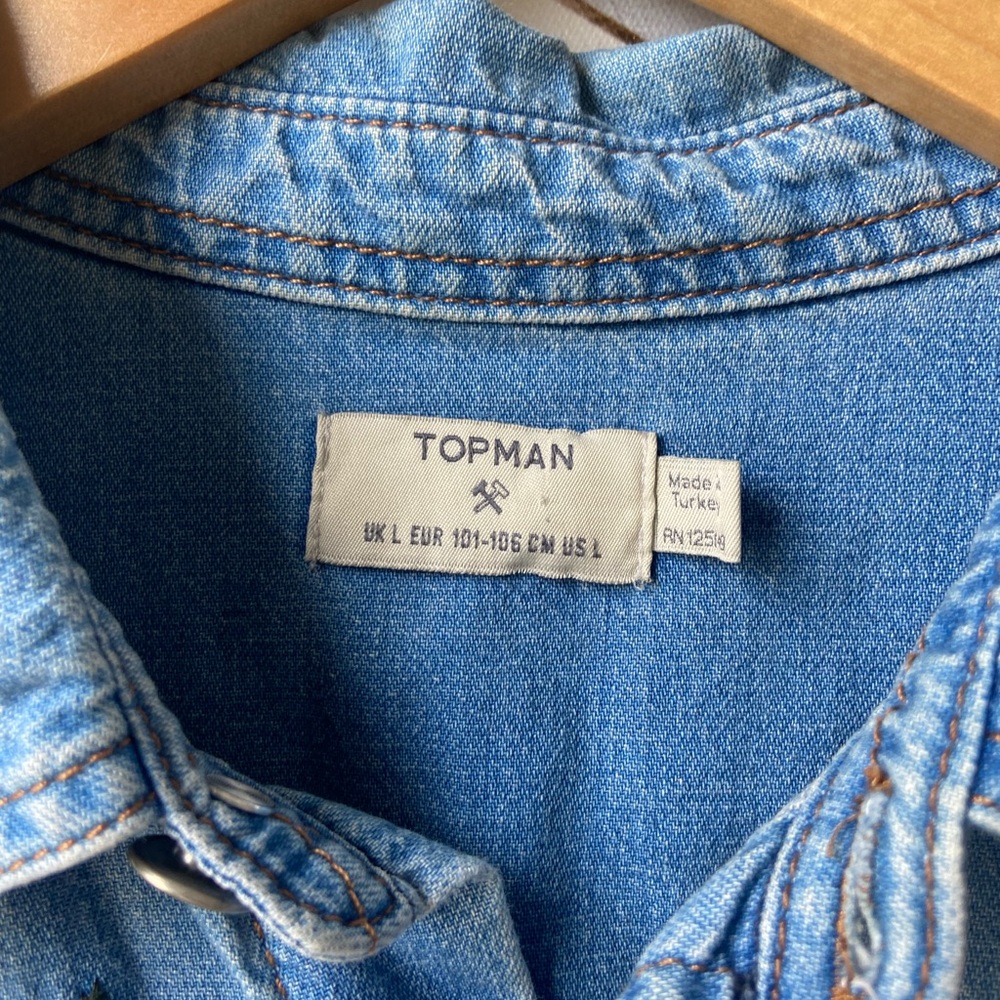 TOPMAN
UK L EUR 101-106 CM US L
Made
Turkey